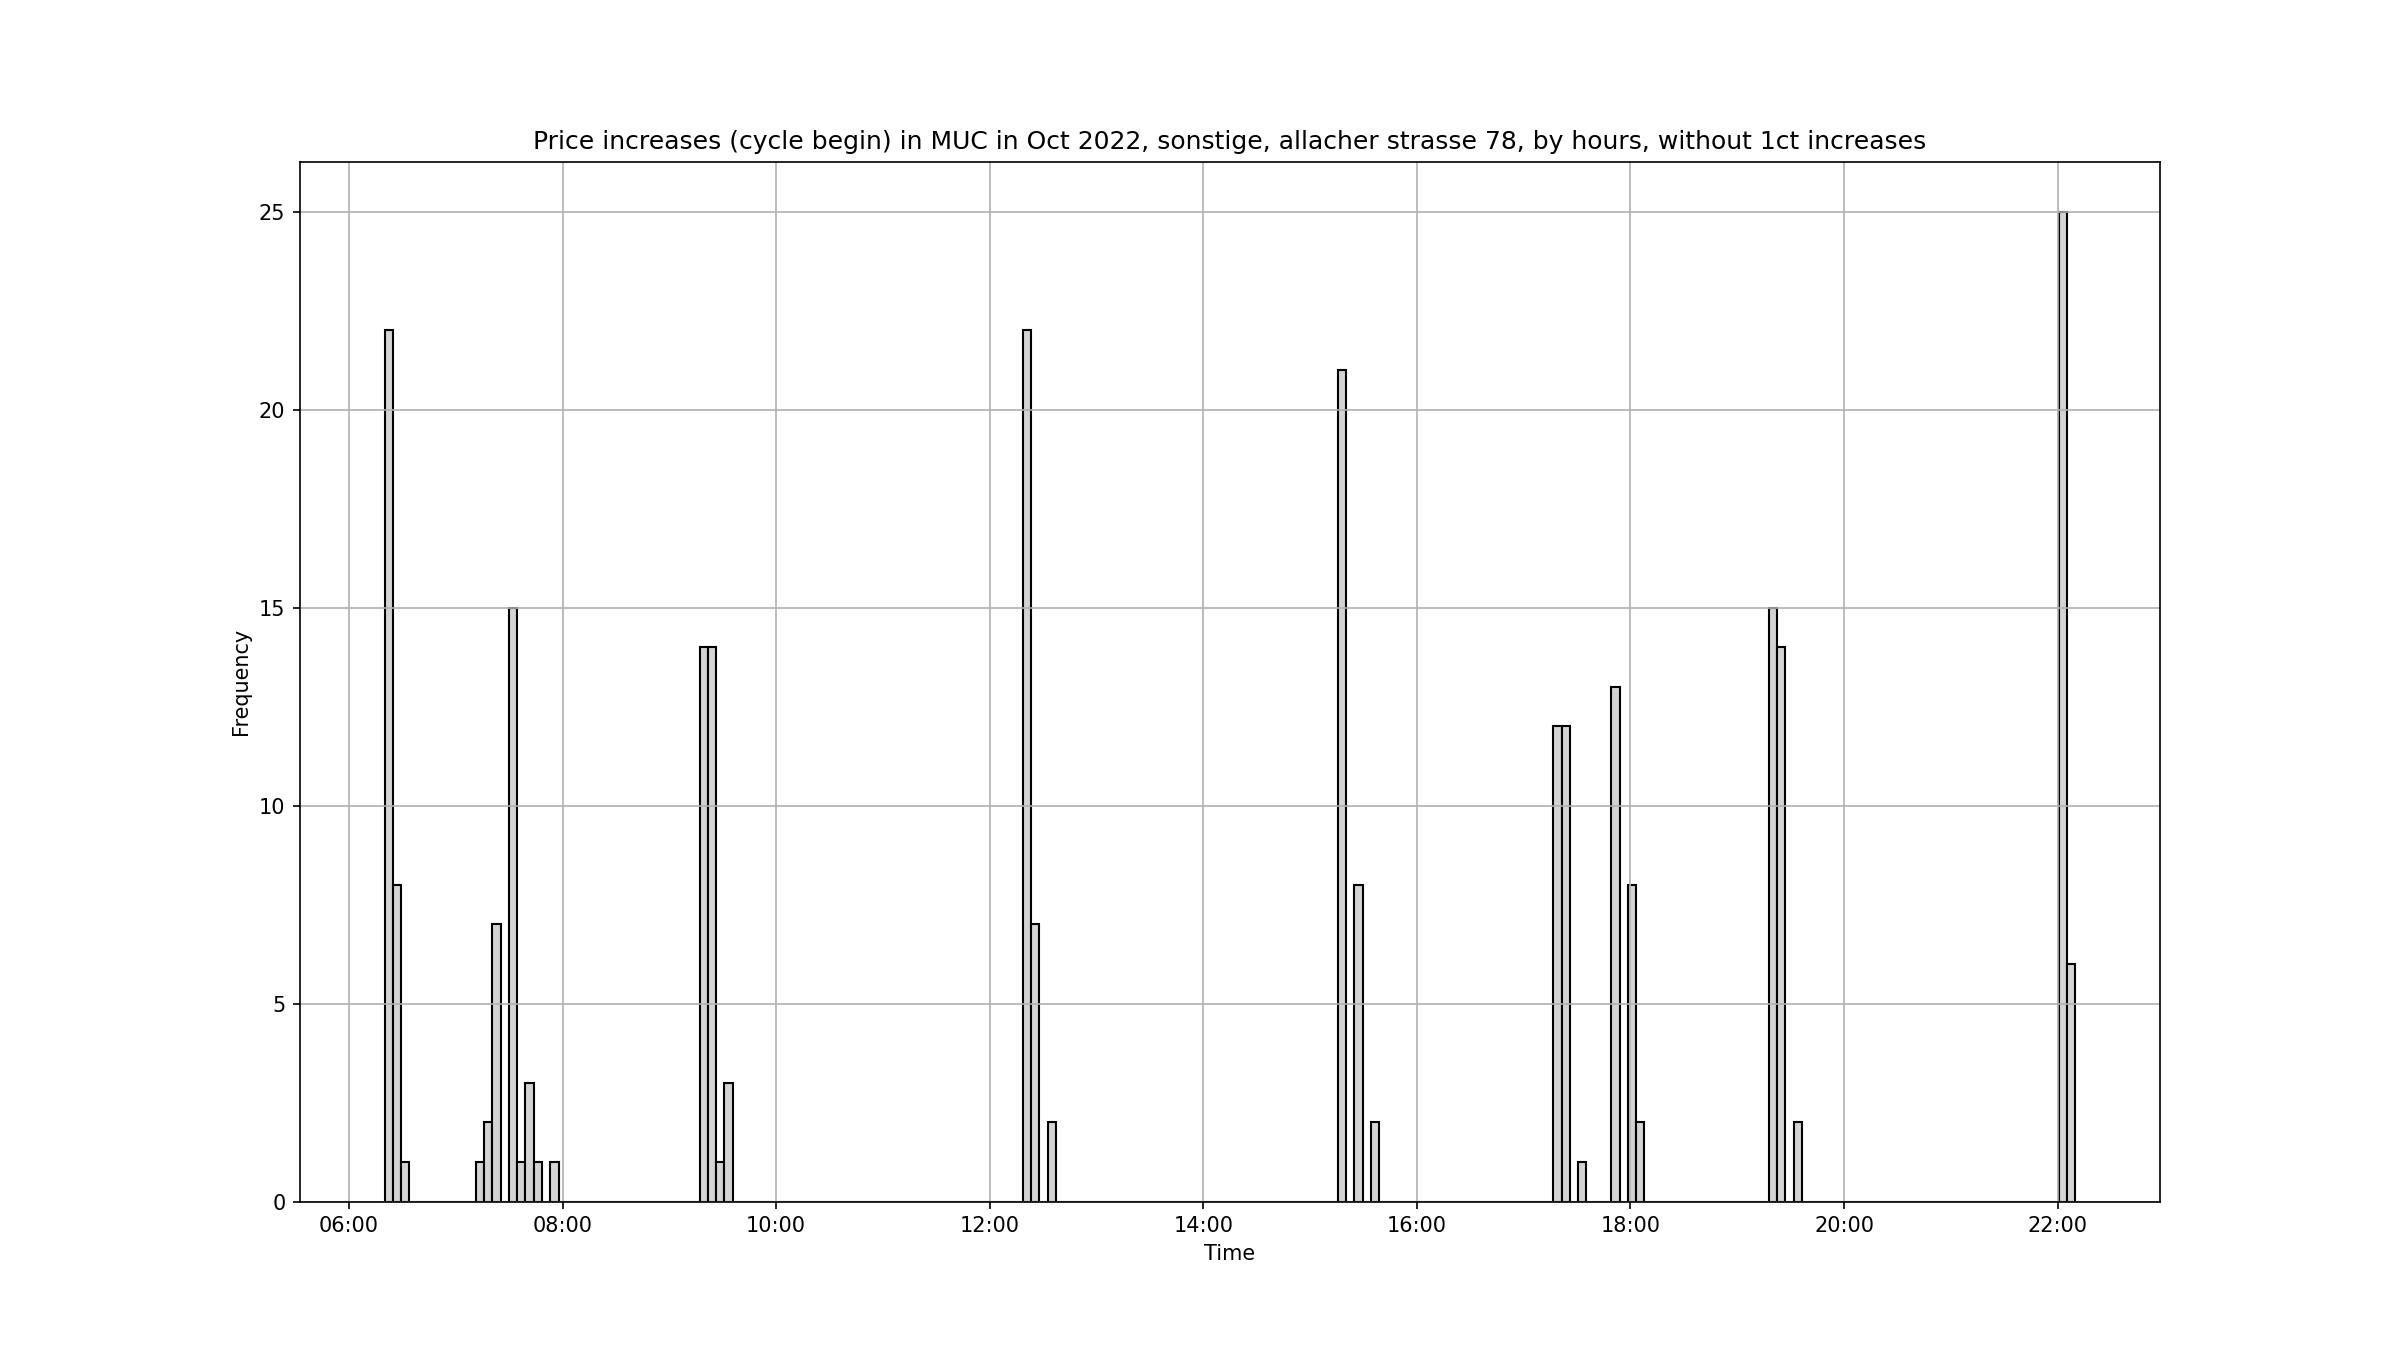 Price increases (cycle begin) in MUC in Oct 2022, sonstige, allacher strasse 78, by hours, without 1ct increases
25
20
15
10
5
0
Frequency
06:00 08:00 10:00 12:00 14:00 16:00 18:00 20:00 22:00
Time